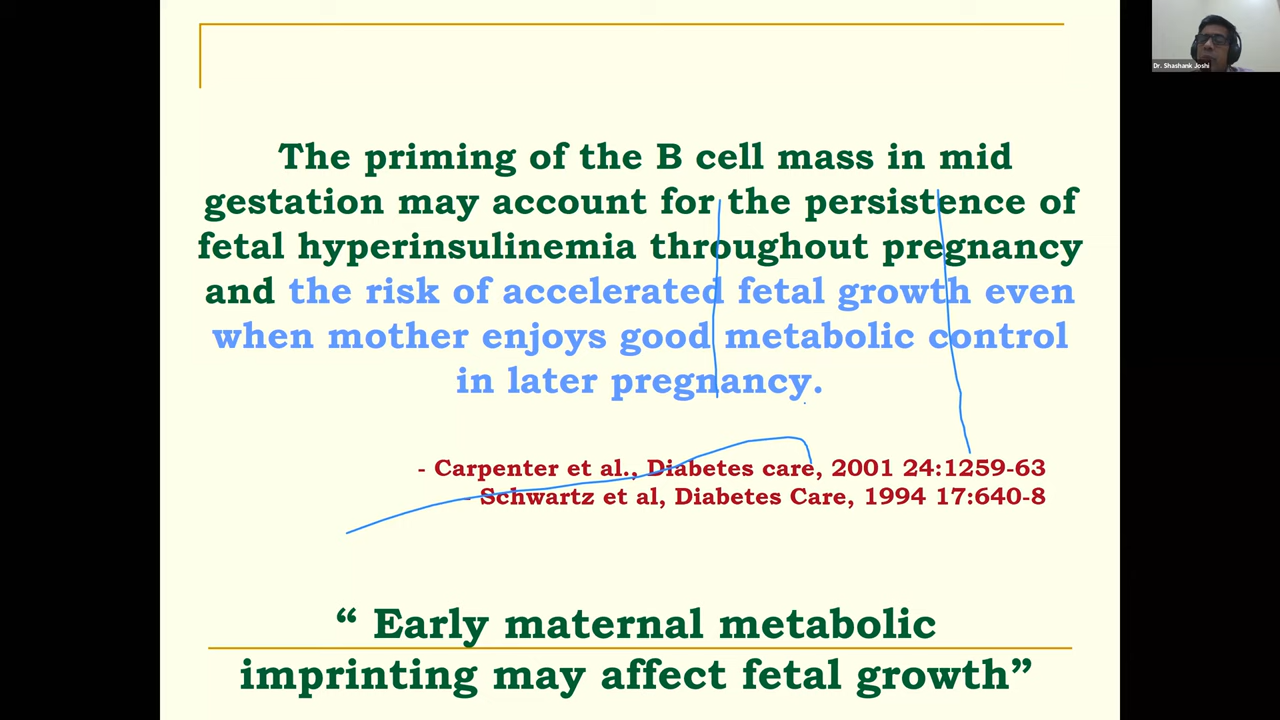 Dr. Shashank Joshi
The priming of the B cell mass in mid
gestation may account for the persistence of
fetal hyperinsulinemia throughout pregnancy
and the risk of accelerated fetal growth even
when mother enjoys good metabolic control
in later pregnancy.
- Carpenter et al., Diabetes care, 2001 24:1259-63
- Schwartz et al, Diabetes Care, 1994 17:640-8
“ Early maternal metabolic
imprinting may affect fetal growth”